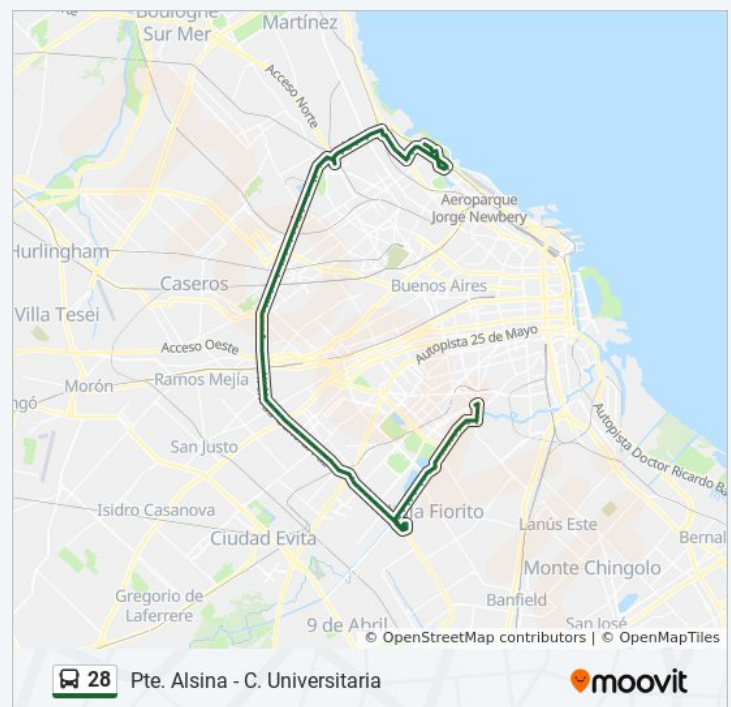 Boulogne
Sur Mer
Martínez
Acceso Norte
Aeroparque
Jorge Newbery
Hurlingham
Caseros
Buenos Aires
Villa Tesei
Autopista 25 de Mayo
Acceso Oeste
Ramos Mejía
Morón
San Justo
Autopista Doctor Ricardo Ba
Isidro Casanova
la Fiorito
Lanús Este
Bernal
Ciudad Evita
Monte Chingolo
Gregorio de
Laferrere
Banfield
9 de Abril
San José
© OpenStreetMap contributors | © OpenMapTiles
28 Pte. Alsina - C. Universitaria
moovit